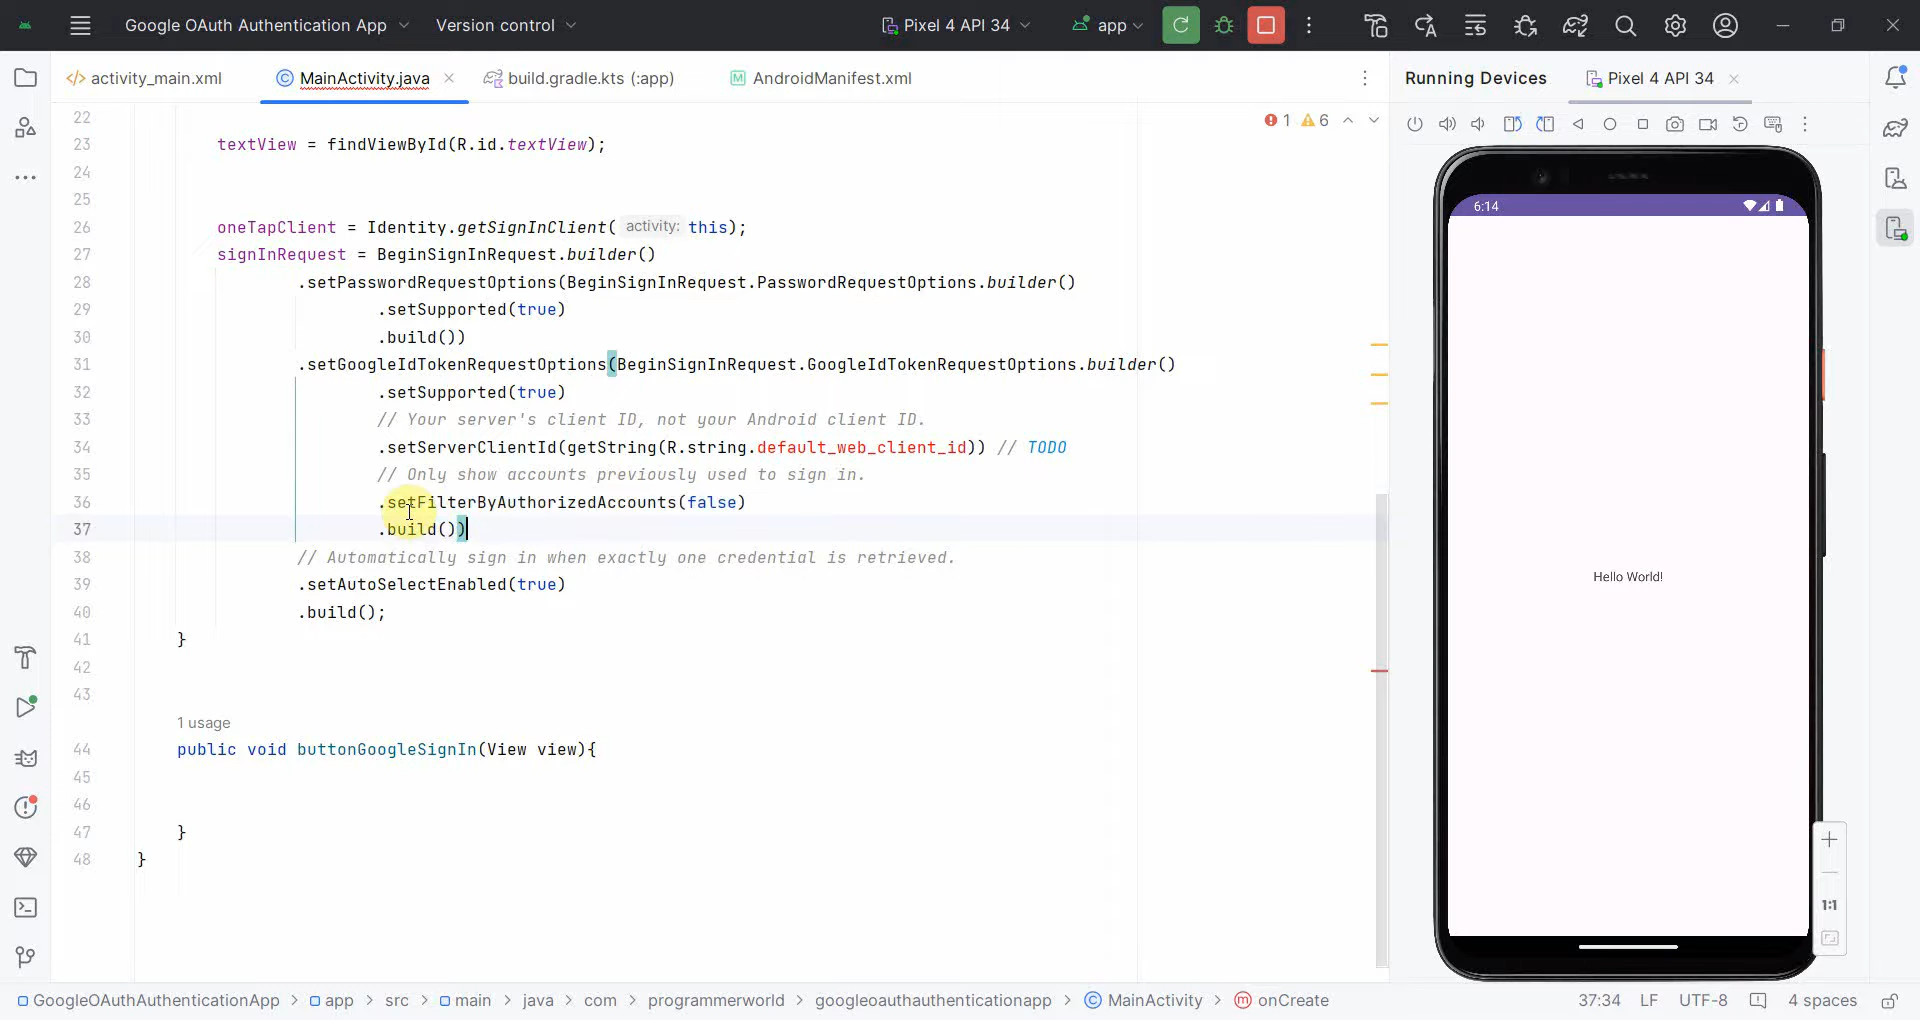 Google OAuth Authentication App
Version control
Pixel 4 API 34
app
activity_main.xml
MainActivity.java
build.gradle.kts (:app)
AndroidManifest.xml
Running Devices
Pixel 4 API 34
22
1
6
23 textView = findViewById(R.id.textView);
24
25
26 oneTapClient = Identity.getSignInClient( activity: this);
27 signInRequest = BeginSignInRequest.builder()
28 .setPasswordRequestOptions(BeginSignInRequest.PasswordRequestOptions.builder()
29 .setSupported(true)
30 .build())
31 .setGoogleIdTokenRequestOptions(BeginSignInRequest.GoogleIdTokenRequestOptions.builder()
32 .setSupported(true)
33 // Your server's client ID, not your Android client ID.
34 .setServerClientId(getString(R.string.default_web_client_id)) // TODO
35 // Only show accounts previously used to sign in.
36 .setFilterByAuthorizedAccounts(false)
37 .build())
38 // Automatically sign in when exactly one credential is retrieved.
39 .setAutoSelectEnabled(true)
40 .build();
41 }
42
43
1 usage
44 public void buttonGoogleSignIn(View view){
45
46
47 }
48 }
6:14
Hello World!
1:1
GoogleOAuthAuthenticationApp > app > src > main > java > com > programmerworld > googleoauthauthenticationapp > MainActivity > onCreate
37:34 LF UTF-8 4 spaces